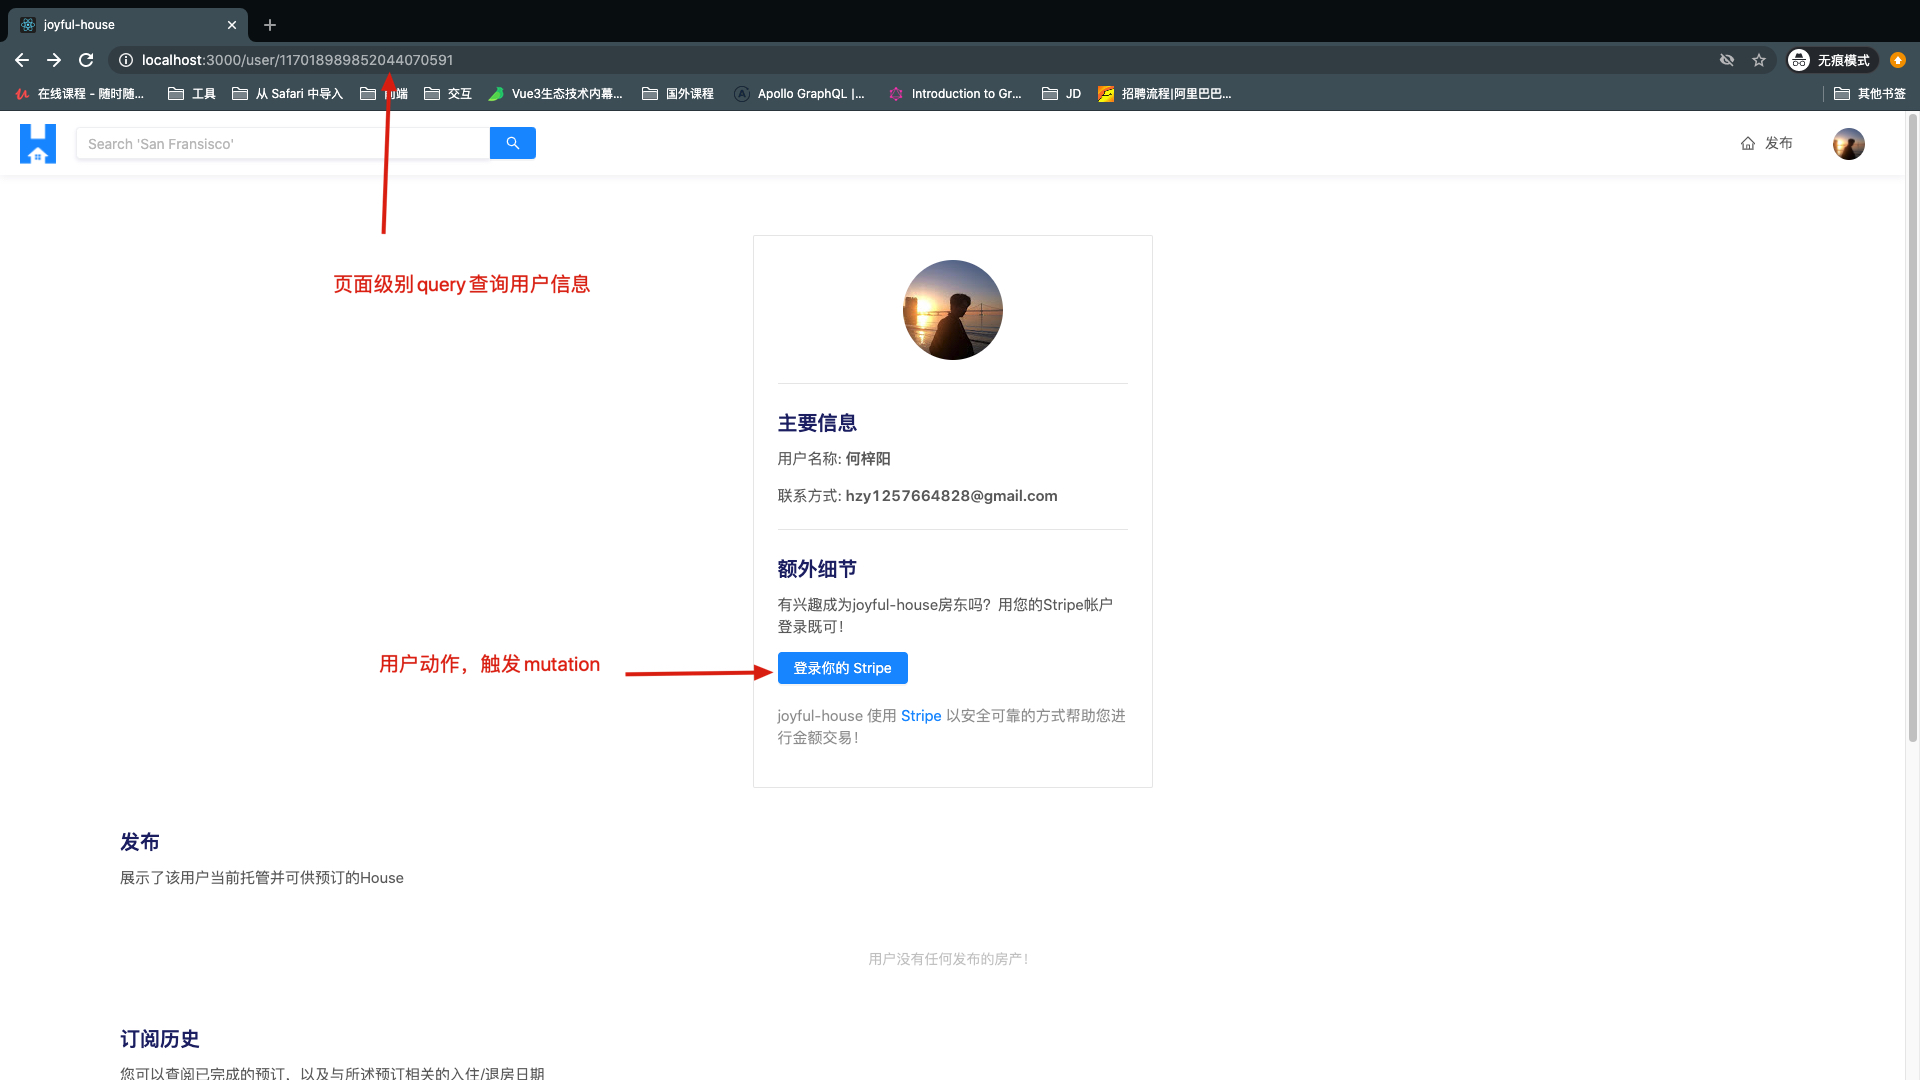 joyful-house
localhost:3000/user/117018989852044070591
无痕模式
在线课程 - 随时随...
工具
从 Safari 中导入
前端
交互
Vue3生态技术内幕...
国外课程
Apollo GraphQL |...
Introduction to Gr...
JD
招聘流程|阿里巴巴...
其他书签
Search 'San Fransisco'
发布
页面级别query查询用户信息
主要信息
用户名称: 何梓阳
联系方式: hzy1257664828@gmail.com
额外细节
有兴趣成为joyful-house房东吗？用您的Stripe帐户
登录既可！
用户动作，触发mutation
登录你的 Stripe
joyful-house 使用 Stripe 以安全可靠的方式帮助您进
行金额交易！
发布
展示了该用户当前托管并可供预订的House
用户没有任何发布的房产！
订阅历史
您可以查阅已完成的预订，以及与所述预订相关的入住/退房日期